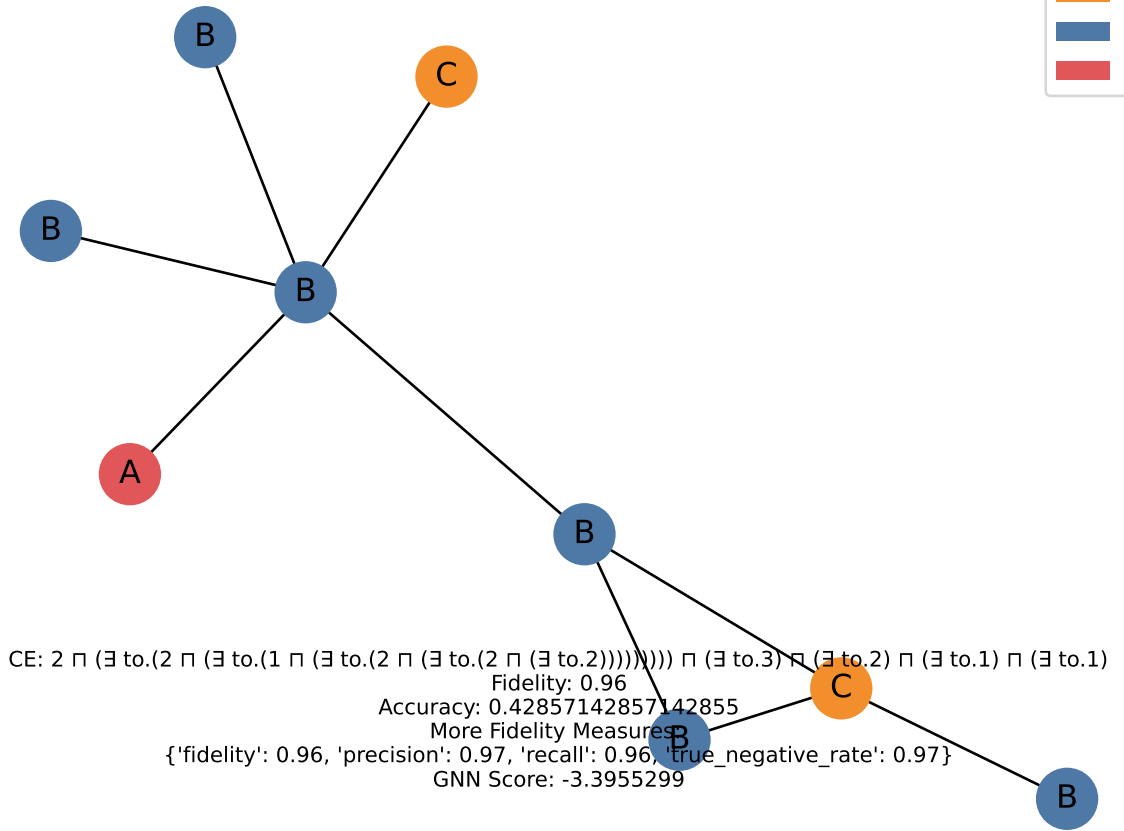 B
C
B
B
A
B
CE: 2 ⊓ (∃ to.(2 ⊓ (∃ to.(1 ⊓ (∃ to.(2 ⊓ (∃ to.(2 ⊓ (∃ to.2))))))))) ⊓ (∃ to.3) ⊓ (∃ to.2) ⊓ (∃ to.1) ⊓ (∃ to.1)
C
Fidelity: 0.96
Accuracy: 0.42857142857142855
More Fidelity Measures:
B
{'fidelity': 0.96, 'precision': 0.97, 'recall': 0.96, 'true_negative_rate': 0.97}
GNN Score: -3.3955299
B